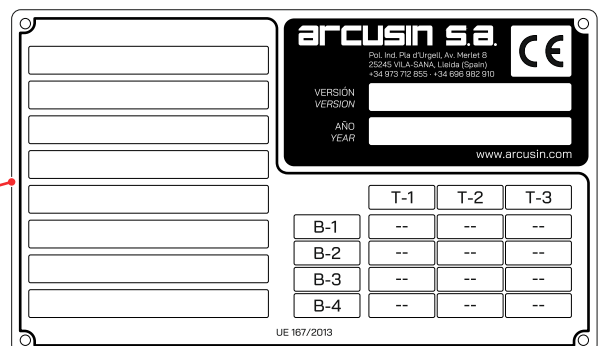 arcusin s.a.
Pol. Ind. Pla d'Urgell, Av. Merlet 8
25245 VILA-SANA, Lleida (Spain)
+34 973 712 855 · +34 696 982 910
CE
VERSIÓN
VERSION
AÑO
YEAR
www.arcusin.com
T-1 T-2 T-3
B-1 -- -- --
B-2 -- -- --
B-3 -- -- --
B-4 -- -- --
UE 167/2013